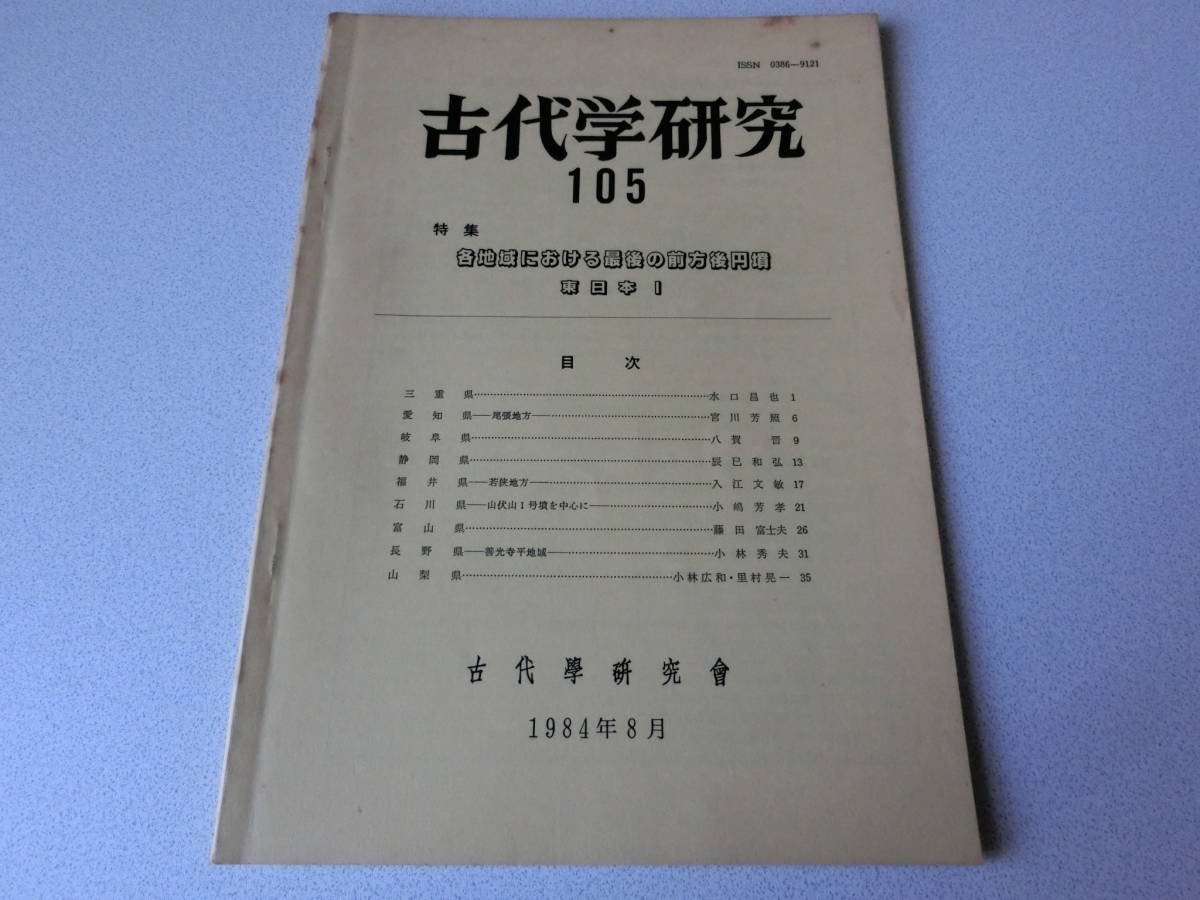 ISSN 0386-9121
古代学研究
105
特集
各地域における最後の前方後円墳
東日本 I
目次
三重県……水口昌也 1
愛知県――尾張地方――……宮川芳照 6
岐阜県……八賀晋 9
静岡県……辰巳和弘 13
福井県――若狭地方――……入江文敏 17
石川県――山伏山1号墳を中心に――……小嶋芳孝 21
富山県……藤田富士夫 26
長野県――善光寺平地域――……小林秀夫 31
山梨県……小林広和・里村晃一 35
古代學研究會
1984年8月